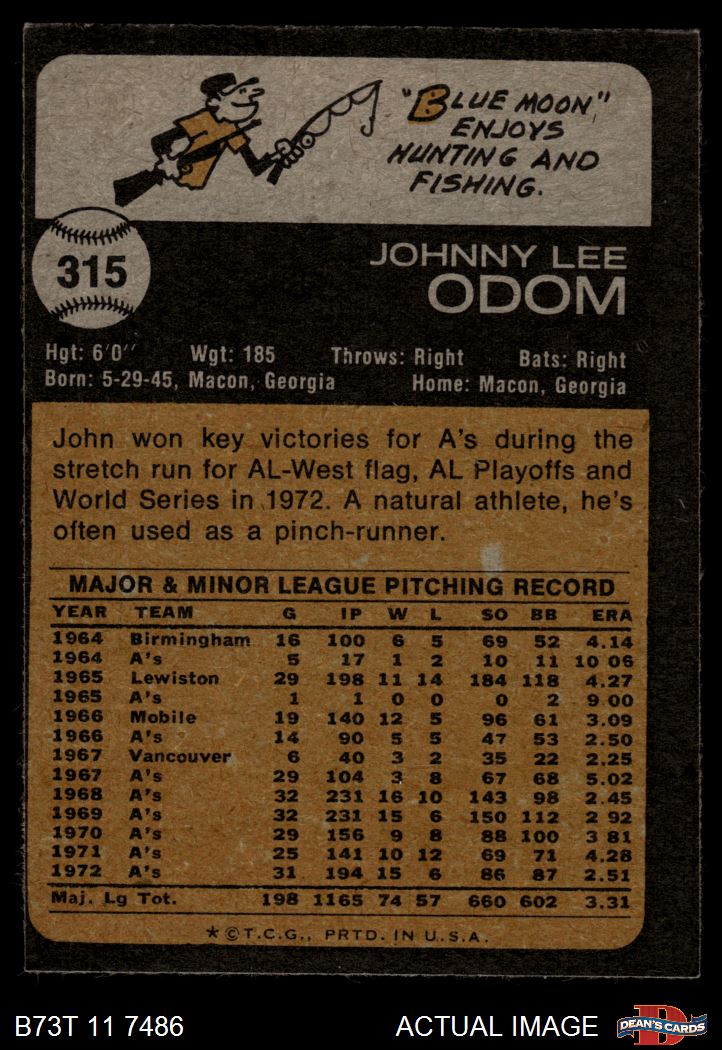 "BLUE MOON"
ENJOYS
HUNTING AND
FISHING.
315
JOHNNY LEE
ODOM
Hgt: 6'0" Wgt: 185 Throws: Right Bats: Right
Born: 5-29-45, Macon, Georgia Home: Macon, Georgia
John won key victories for A's during the
stretch run for AL-West flag, AL Playoffs and
World Series in 1972. A natural athlete, he's
often used as a pinch-runner.
MAJOR & MINOR LEAGUE PITCHING RECORD
YEAR TEAM G IP W L SO BB ERA
1964 Birmingham 16 100 6 5 69 52 4.14
1964 A's 5 17 1 2 10 11 10 06
1965 Lewiston 29 198 11 14 184 118 4.27
1965 A's 1 1 0 0 0 2 9.00
1966 Mobile 19 140 12 5 96 61 3.09
1966 A's 14 90 5 5 47 53 2.50
1967 Vancouver 6 40 3 2 35 22 2.25
1967 A's 29 104 3 8 67 68 5.02
1968 A's 32 231 16 10 143 98 2.45
1969 A's 32 231 15 6 150 112 2 92
1970 A's 29 156 9 8 88 100 3 81
1971 A's 25 141 10 12 69 71 4.28
1972 A's 31 194 15 6 86 87 2.51
Maj. Lg Tot. 198 1165 74 57 660 602 3.31
*©T.C.G., PRTD. IN U.S.A.
B73T 11 7486 ACTUAL IMAGE D DEAN'S CARDS